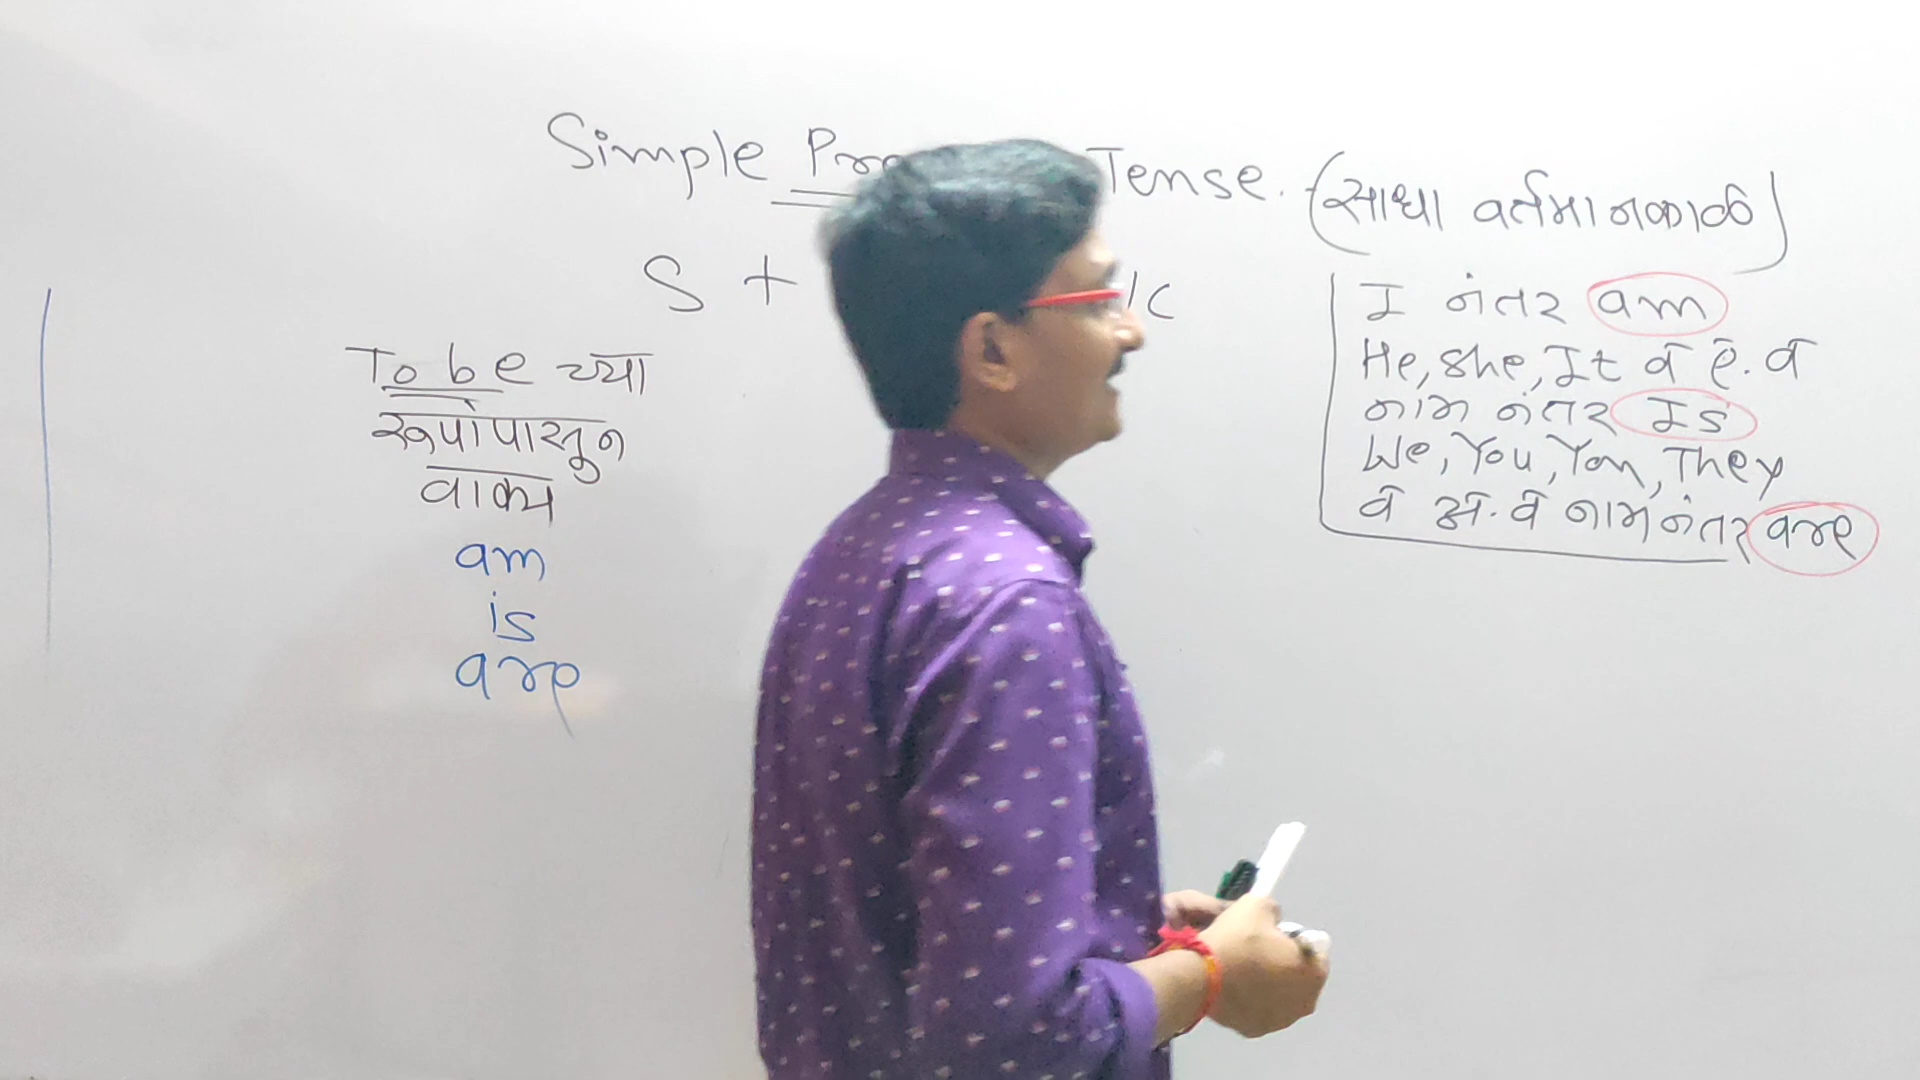 Simple Pre Tense. (साधा वर्तमानकाळ)
S + /c
To be च्या
रूपांपासून
वाक्य
am
is
are
I नंतर am
He, She, It व ए. व
नाम नंतर Is
We, You, You, They
व अ. व नाम नंतर are